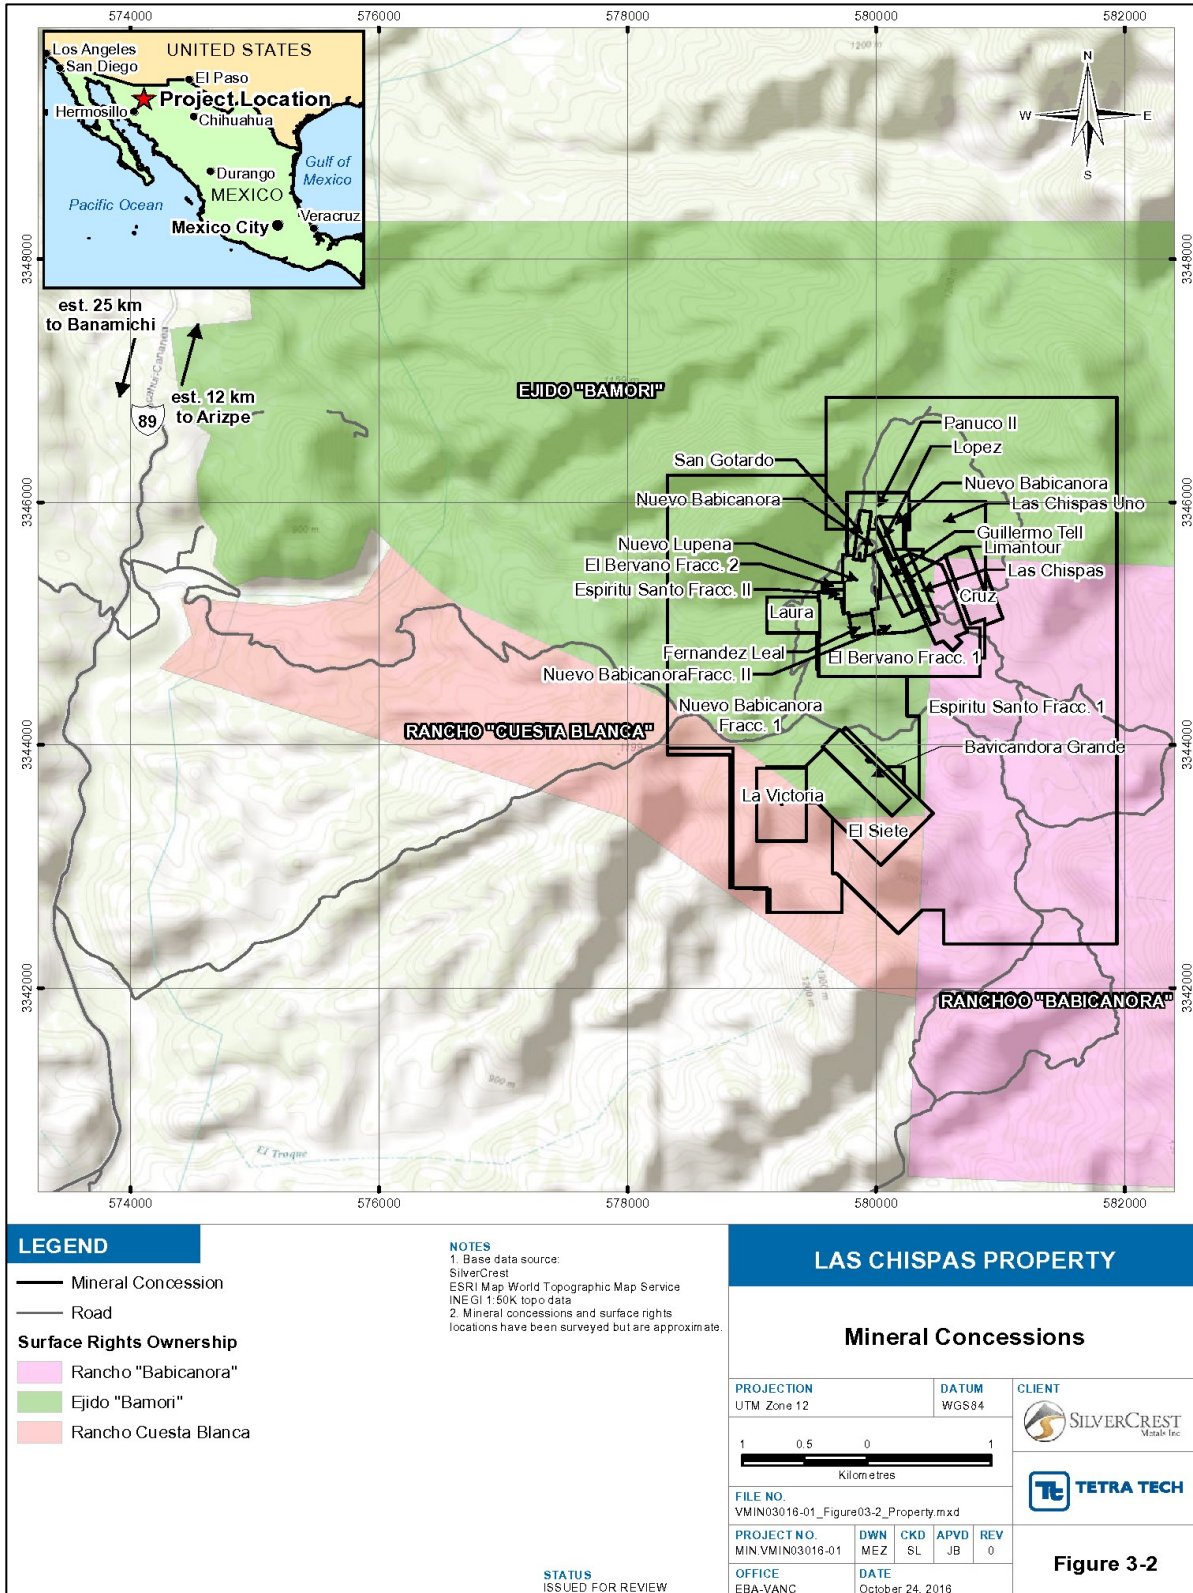 574000
576000
578000
580000
582000
Los Angeles
San Diego
UNITED STATES
El Paso
Project Location
Hermosillo
Chihuahua
Gulf of
Mexico
Durango
MEXICO
Pacific Ocean
Mexico City
Veracruz
1200 m
N
W
E
S
3348000
3348000
est. 25 km
to Banamichi
est. 12 km
to Arizpe
89
EJIDO "BAMORI"
Panuco II
San Gotardo
Lopez
Nuevo Babicanora
Nuevo Babicanora
3346000
3346000
Las Chispas Uno
900 m
Nuevo Lupena
Guillermo Tell
Limantour
El Bervano Fracc. 2
Las Chispas
Espiritu Santo Fracc. II
Cruz
Laura
Fernandez Leal
El Bervano Fracc. 1
Nuevo BabicanoraFracc. II
Nuevo Babicanora
Fracc. 1
Espiritu Santo Fracc. 1
RANCHO "CUESTA BLANCA"
3344000
3344000
Bavicandora Grande
La Victoria
El Siete
1300 m
1200 m
3342000
3342000
RANCHOO "BABICANORA"
900 m
El Troque
574000
576000
578000
580000
582000
LEGEND
Mineral Concession
Road
Surface Rights Ownership
Rancho "Babicanora"
Ejido "Bamori"
Rancho Cuesta Blanca
NOTES
1. Base data source:
SilverCrest
ESRI Map World Topographic Map Service
INEGI 1:50K topo data
2. Mineral concessions and surface rights
locations have been surveyed but are approximate.
STATUS
ISSUED FOR REVIEW
LAS CHISPAS PROPERTY
Mineral Concessions
PROJECTION
UTM Zone 12
DATUM
WGS84
CLIENT
SILVERCREST
Metals Inc
1 0.5 0 1
Kilometres
Tt TETRA TECH
FILE NO.
VMIN03016-01_Figure03-2_Property.mxd
PROJECT NO.
MIN.VMIN03016-01
DWN
MEZ
CKD
SL
APVD
JB
REV
0
OFFICE
EBA-VANC
DATE
October 24, 2016
Figure 3-2